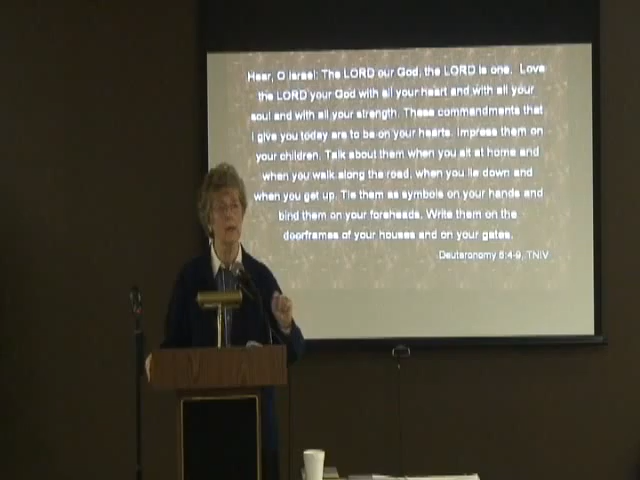 Hear, O Israel: The LORD our God, the LORD is one. Love
the LORD your God with all your heart and with all your
soul and with all your strength. These commandments that
I give you today are to be on your hearts. Impress them on
your children. Talk about them when you sit at home and
when you walk along the road, when you lie down and
when you get up. Tie them as symbols on your hands and
bind them on your foreheads. Write them on the
doorframes of your houses and on your gates.
Deuteronomy 6:4-9, TNIV